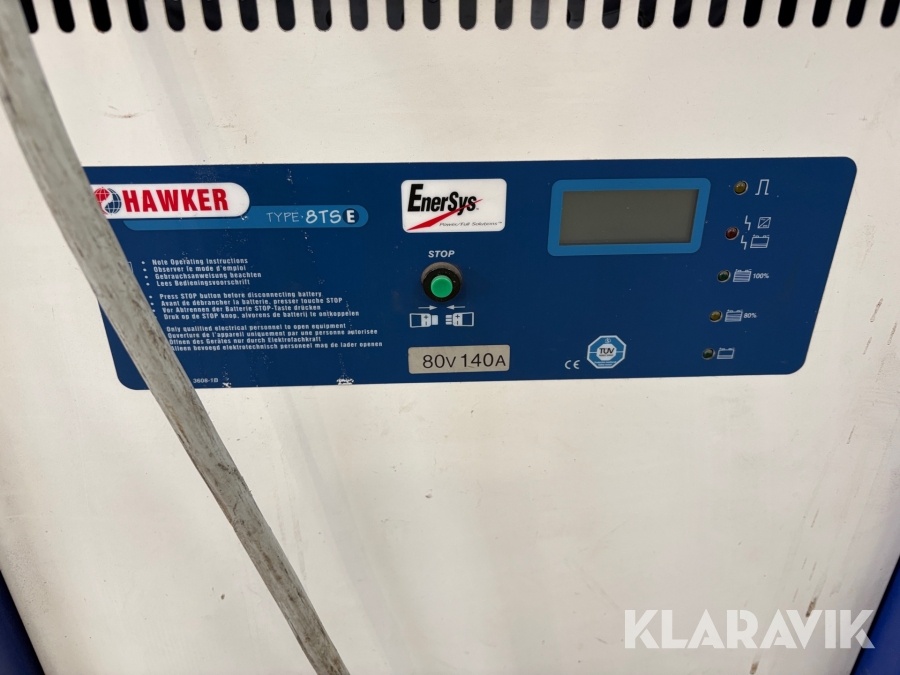 KLARAVIK
HAWKER
TYPE·8TS E
EnerSys
Power/Full Solutions™
STOP
• Note Operating Instructions
• Observer le mode d'emploi
• Gebrauchsanweisung beachten
• Lees Bedieningsvoorschrift
• Press STOP button before disconnecting battery
• Avant de débrancher la batterie, presser touche STOP
• Vor Abtrennen der Batterie STOP-Taste drücken
• Druk op de STOP knop, alvorens de batterij te ontkoppelen
Only qualified electrical personnel to open equipment
Ouverture de l'appareil uniquement par une personne autorisée
Öffnen des Gerätes nur durch Elektrofachkraft
Alleen bevoegd elektrotechnisch personeel mag de lader openen
3608-1B
80V 140A
CE
TÜV
100%
80%
KLARAVIK